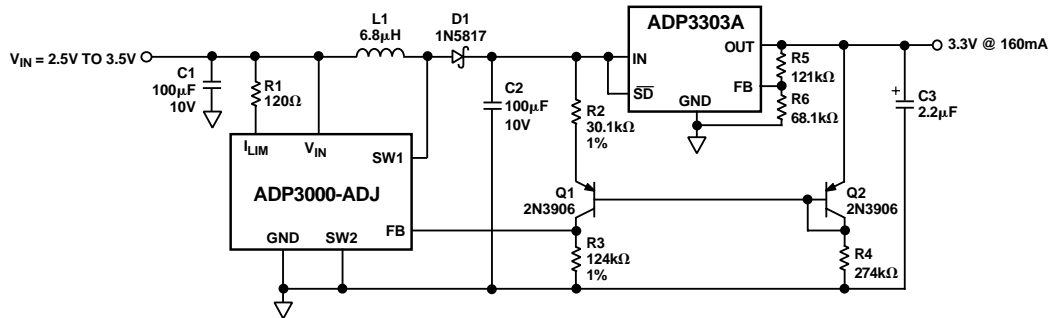 VIN = 2.5V TO 3.5V
C1
100μF
10V
R1
120Ω
L1
6.8μH
D1
1N5817
C2
100μF
10V
R2
30.1kΩ
1%
ADP3303A
IN
SD
GND
OUT
FB
R5
121kΩ
R6
68.1kΩ
3.3V @ 160mA
+
C3
2.2μF
ILIM
VIN
SW1
ADP3000-ADJ
FB
GND
SW2
Q1
2N3906
R3
124kΩ
1%
Q2
2N3906
R4
274kΩ